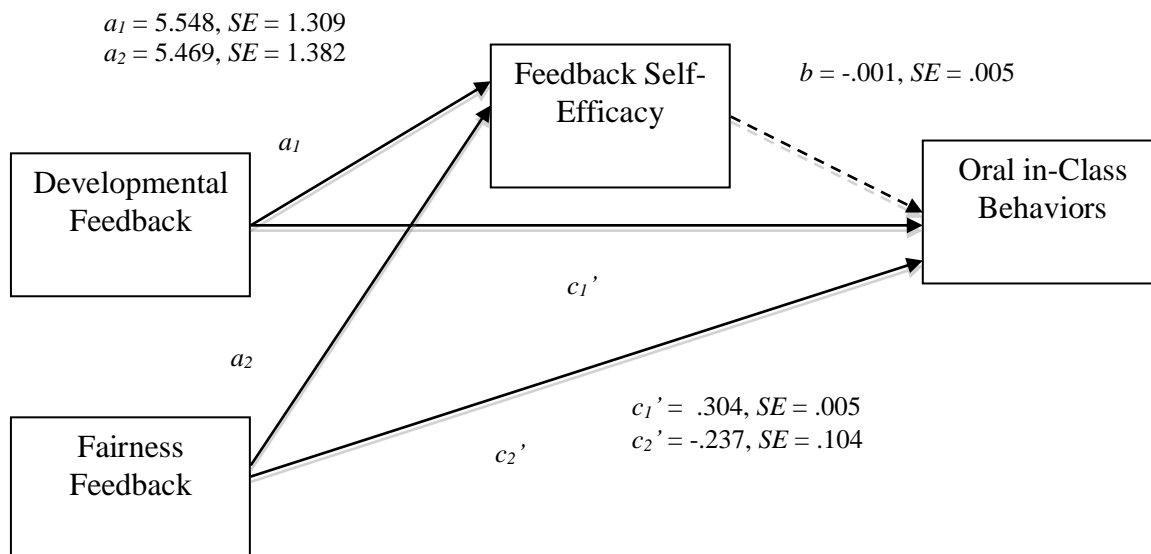 a1 = 5.548, SE = 1.309
a2 = 5.469, SE = 1.382
Feedback Self-
Efficacy
b = -.001, SE = .005
a1
Developmental
Feedback
Oral in-Class
Behaviors
c1’
a2
Fairness
Feedback
c1’ = .304, SE = .005
c2’ = -.237, SE = .104
c2’